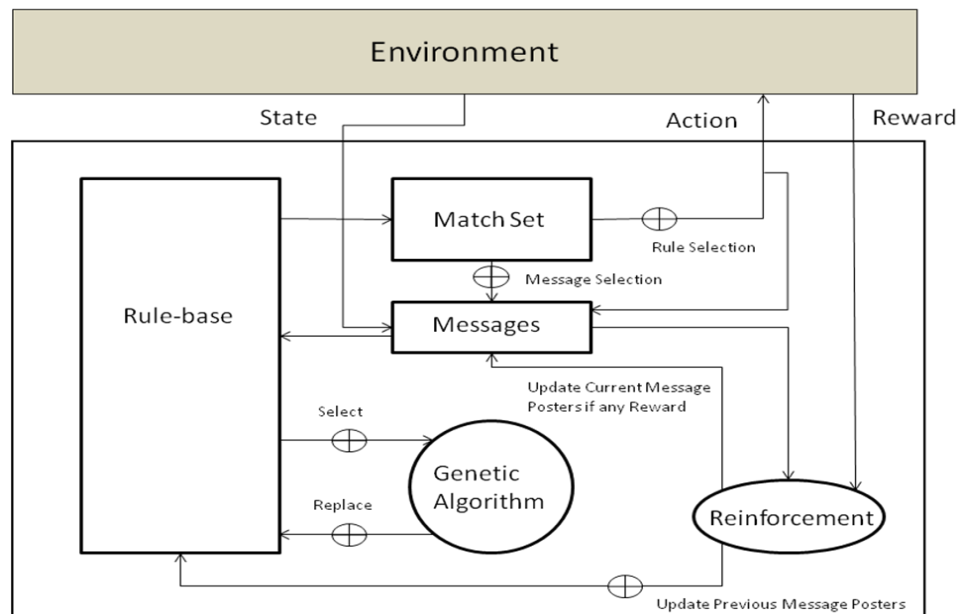 Environment
State
Action
Reward
Match Set
Rule Selection
Message Selection
Rule-base
Messages
Update Current Message
Posters if any Reward
Select
Genetic
Algorithm
Replace
Reinforcement
Update Previous Message Posters